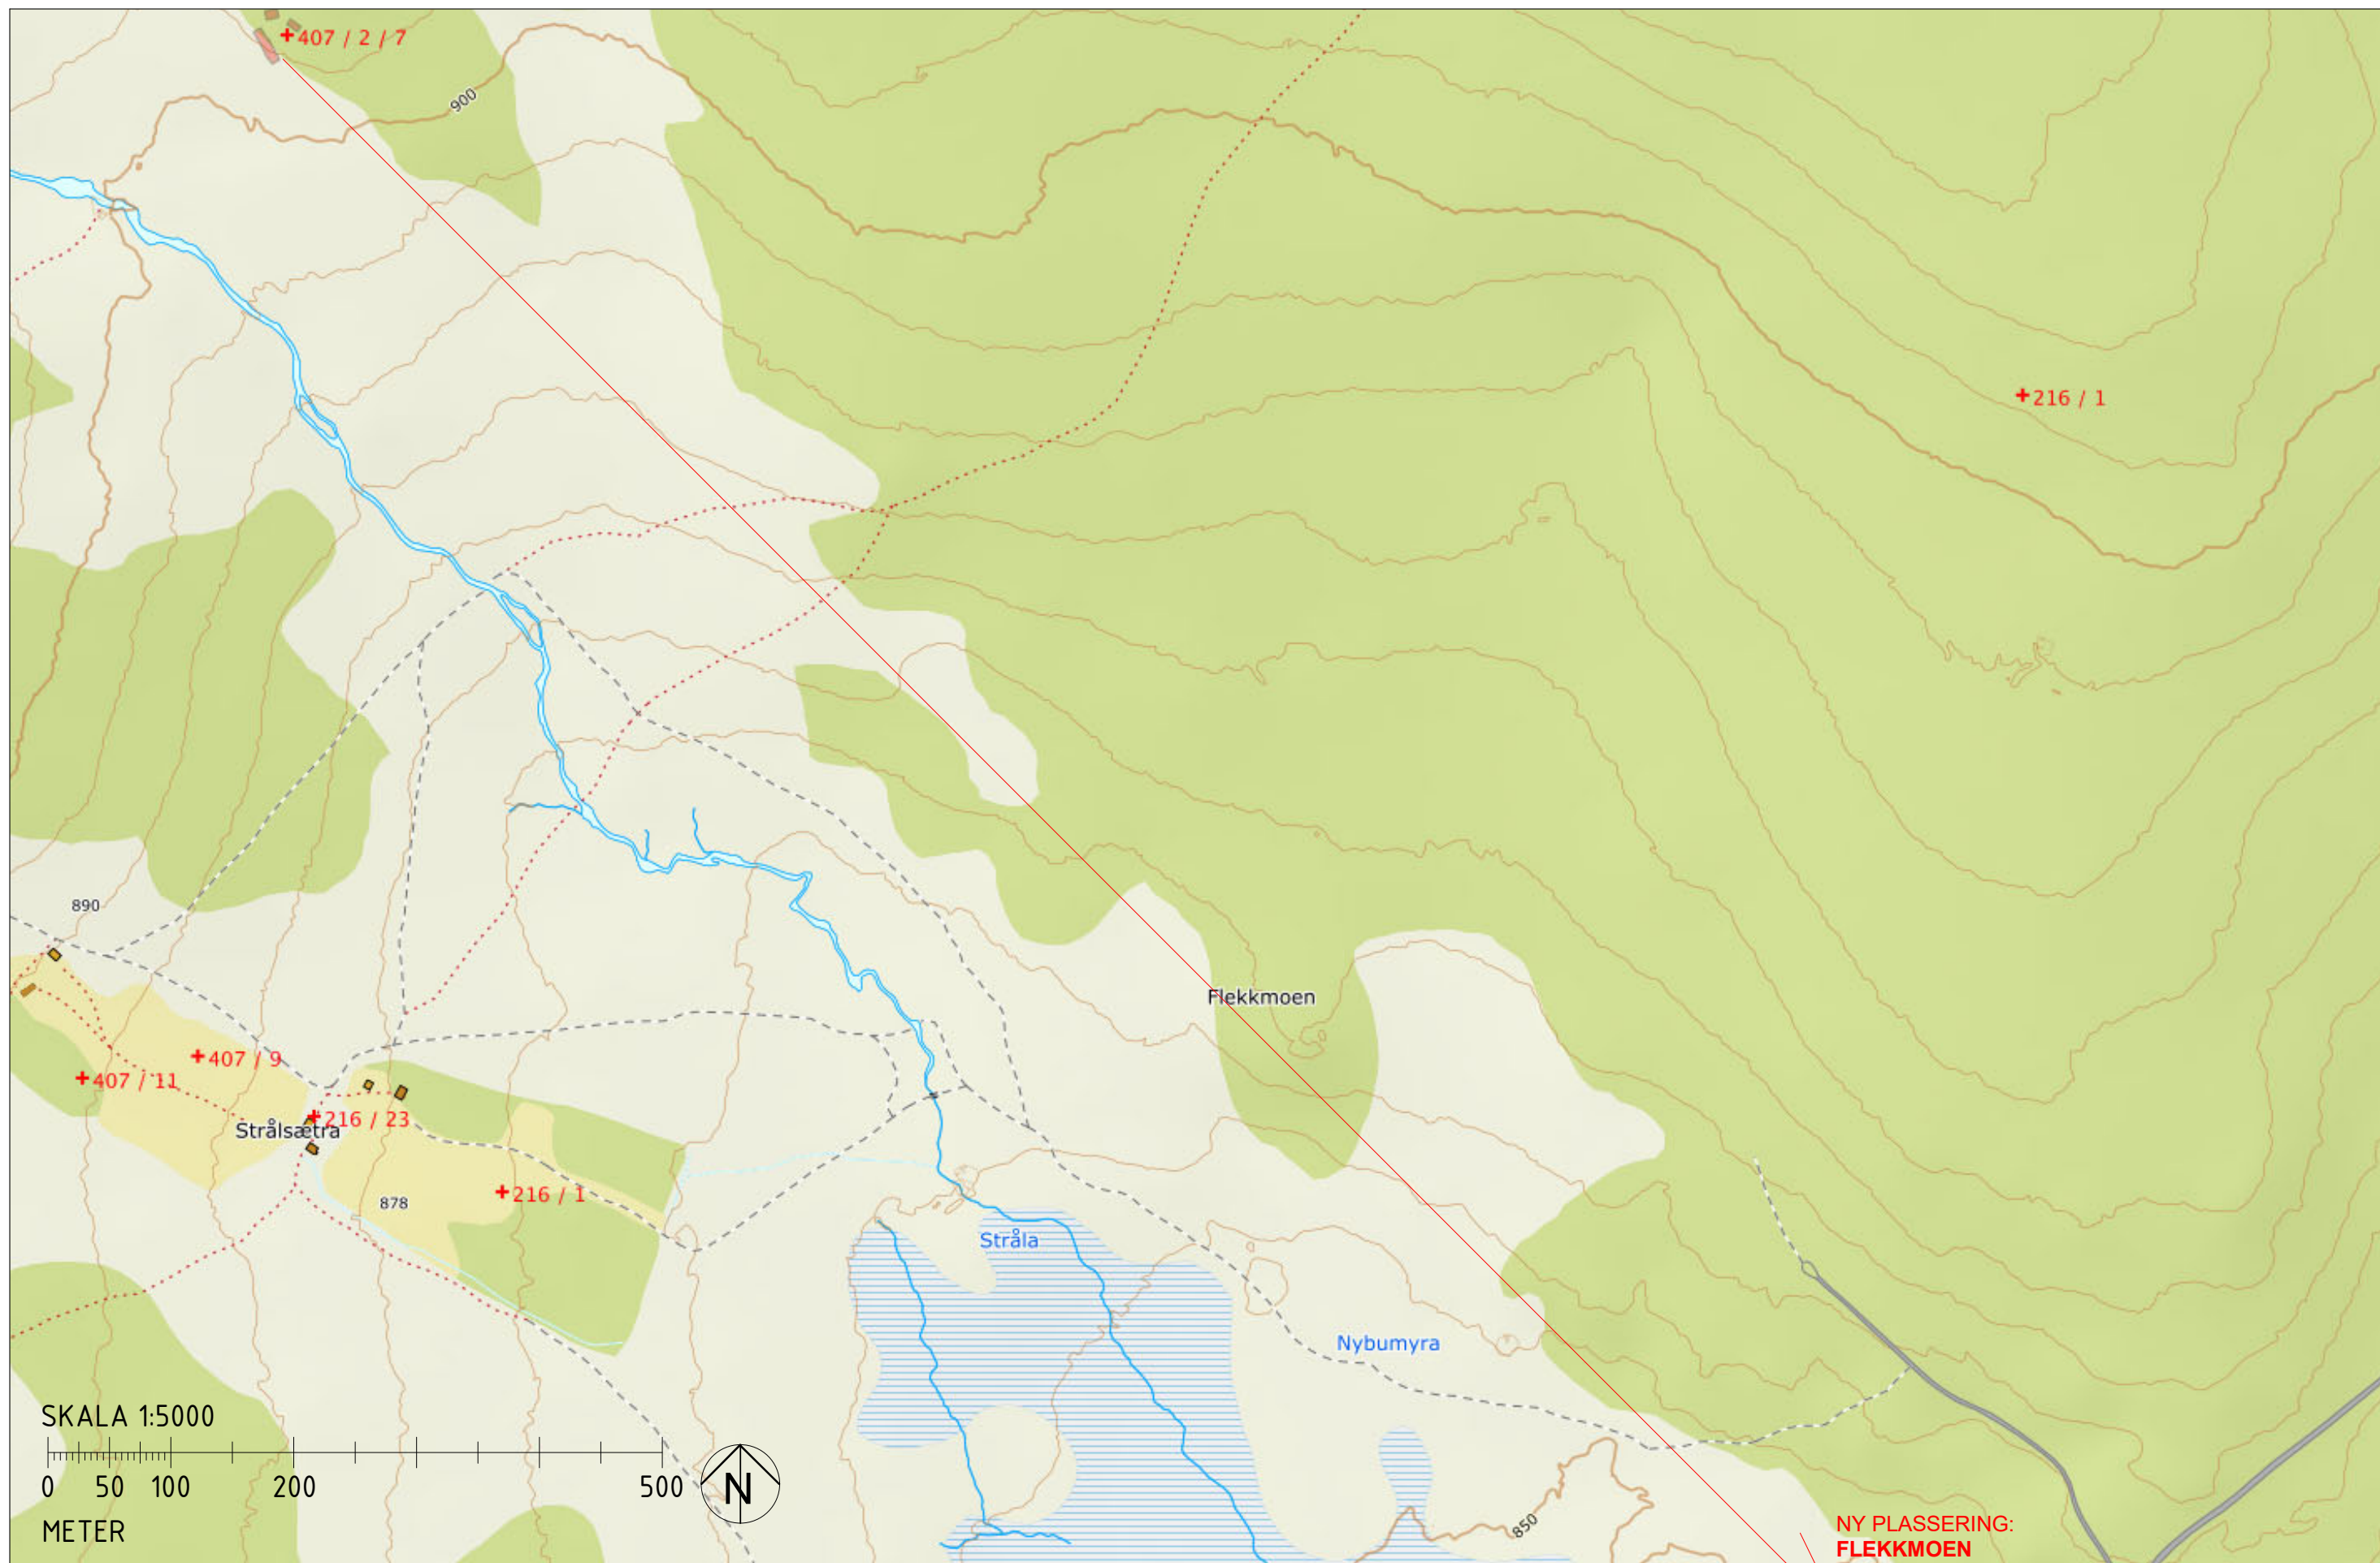 407 / 2 / 7
900
216 / 1
890
Flekkmoen
407 / 9
407 / 11
216 / 23
Strålsætra
216 / 1
878
Stråla
Nybumyra
SKALA 1:5000
0 50 100 200 500
METER
N
850
NY PLASSERING:
FLEKKMOEN